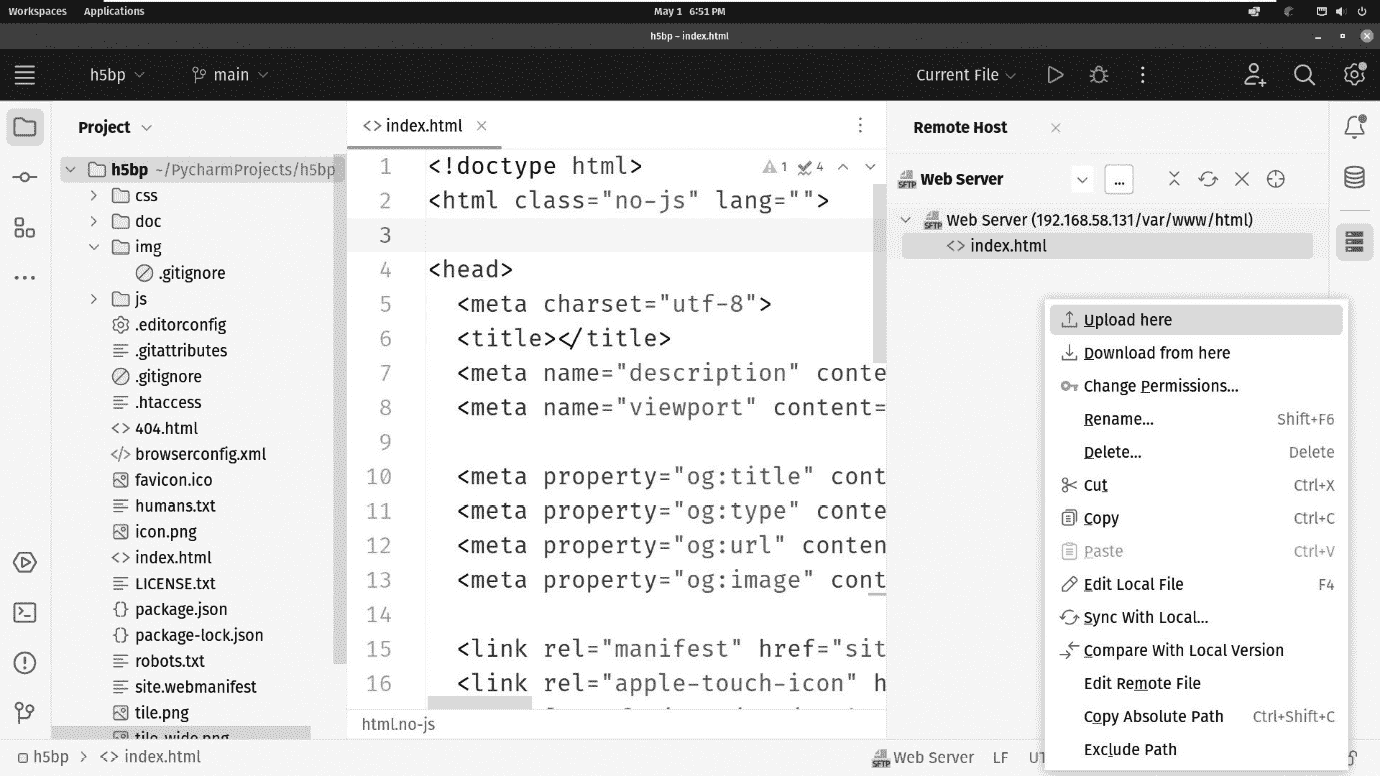 Workspaces Applications May 1 6:51 PM
h5bp – index.html
h5bp main Current File
Project
h5bp ~/PycharmProjects/h5bp
css
doc
img
.gitignore
js
.editorconfig
.gitattributes
.gitignore
.htaccess
404.html
browserconfig.xml
favicon.ico
humans.txt
icon.png
index.html
LICENSE.txt
package.json
package-lock.json
robots.txt
site.webmanifest
tile.png
tile-wide.png
<> index.html
1 4
1 <!doctype html>
2 <html class="no-js" lang="">
3
4 <head>
5 <meta charset="utf-8">
6 <title></title>
7 <meta name="description" conte
8 <meta name="viewport" content=
9
10 <meta property="og:title" cont
11 <meta property="og:type" conte
12 <meta property="og:url" conten
13 <meta property="og:image" cont
14
15 <link rel="manifest" href="sit
16 <link rel="apple-touch-icon" h
html.no-js
Remote Host
SFTP Web Server ...
SFTP Web Server (192.168.58.131/var/www/html)
<> index.html
Upload here
Download from here
Change Permissions...
Rename... Shift+F6
Delete... Delete
Cut Ctrl+X
Copy Ctrl+C
Paste Ctrl+V
Edit Local File F4
Sync With Local...
Compare With Local Version
Edit Remote File
Copy Absolute Path Ctrl+Shift+C
Exclude Path
h5bp > <> index.html SFTP Web Server LF